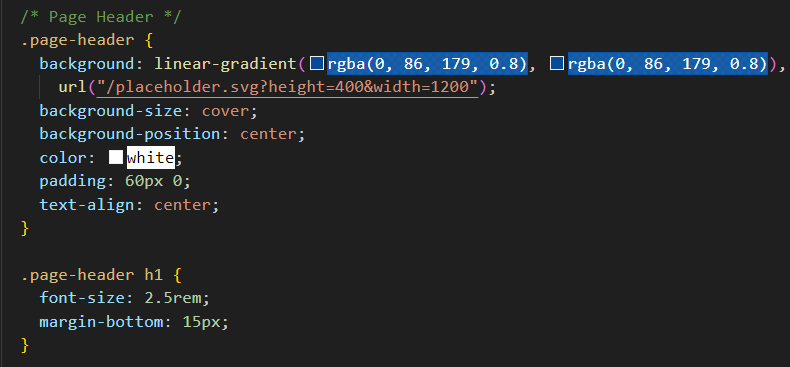 /* Page Header */
.page-header {
  background: linear-gradient(rgba(0, 86, 179, 0.8), rgba(0, 86, 179, 0.8)),
    url("/placeholder.svg?height=400&width=1200");
  background-size: cover;
  background-position: center;
  color: white;
  padding: 60px 0;
  text-align: center;
}

.page-header h1 {
  font-size: 2.5rem;
  margin-bottom: 15px;
}